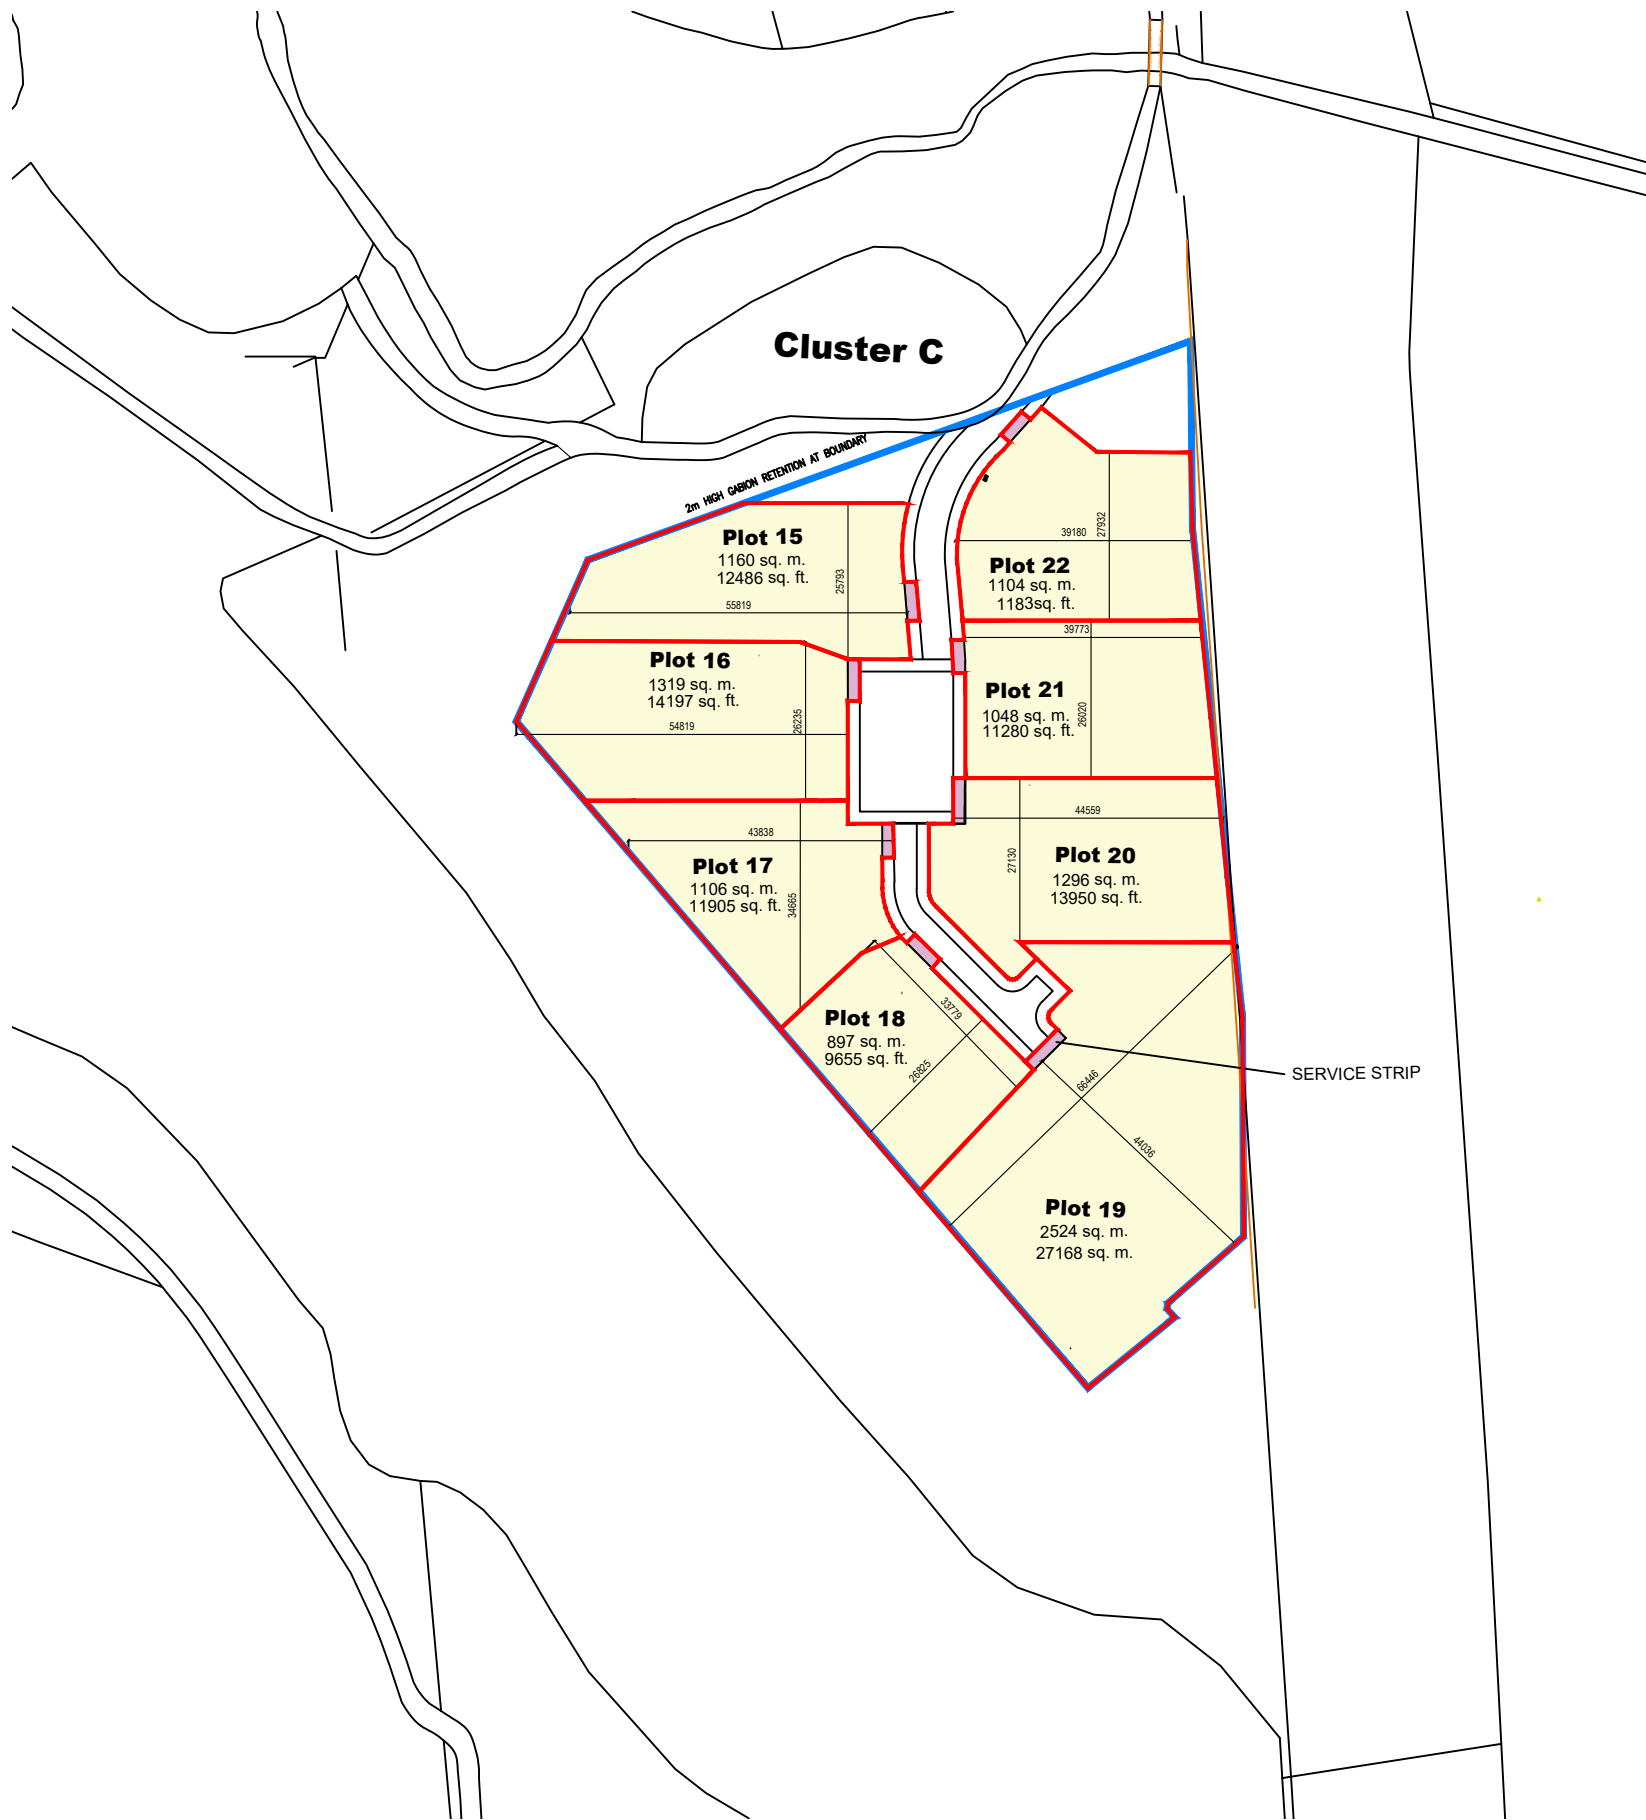 Cluster C
2m HIGH GABION RETENTION AT BOUNDARY
Plot 15
1160 sq. m.
12486 sq. ft.
25793
55819
39180
27932
Plot 22
1104 sq. m.
1183sq. ft.
39773
Plot 16
1319 sq. m.
14197 sq. ft.
26235
54819
Plot 21
1048 sq. m.
11280 sq. ft.
26020
44559
43838
Plot 17
1106 sq. m.
11905 sq. ft.
34665
27130
Plot 20
1296 sq. m.
13950 sq. ft.
33779
Plot 18
897 sq. m.
9655 sq. ft.
26825
66446
SERVICE STRIP
44036
Plot 19
2524 sq. m.
27168 sq. m.